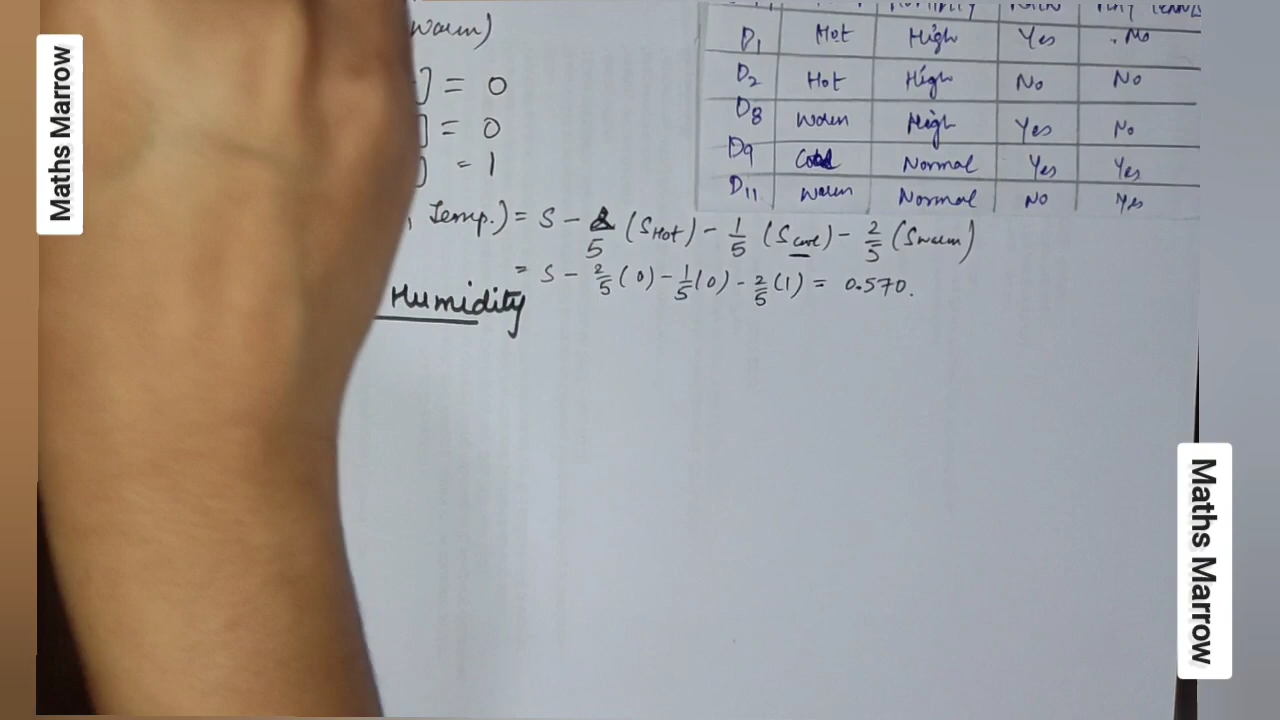 Maths Marrow
Warm)
] = 0
] = 0
] = 1
, Temp.) = S - 2/5 (SHot) - 1/5 (Scool) - 2/5 (Swarm)
= S - 2/5 (0) - 1/5 (0) - 2/5 (1) = 0.570.
Humidity
D1 Hot High Yes No
D2 Hot High No No
D8 Warm High Yes No
D9 Cool Normal Yes Yes
D11 Warm Normal No Yes
Maths Marrow